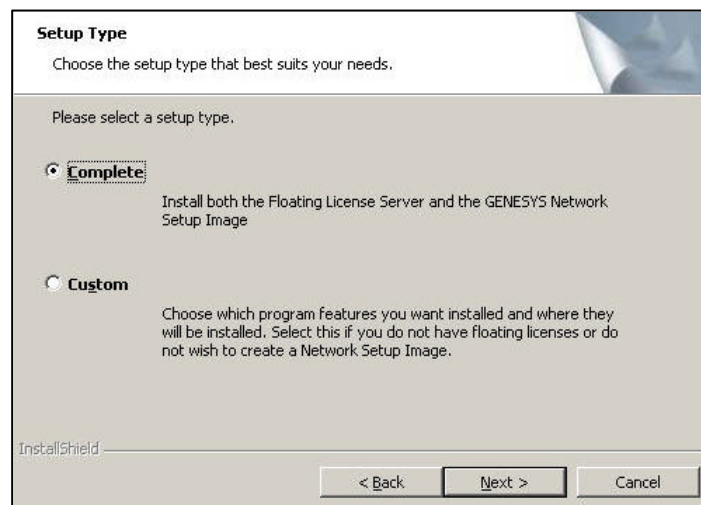 Setup Type
Choose the setup type that best suits your needs.
Please select a setup type.
Complete
Install both the Floating License Server and the GENESYS Network
Setup Image
Custom
Choose which program features you want installed and where they
will be installed. Select this if you do not have floating licenses or do
not wish to create a Network Setup Image.
InstallShield
< Back
Next >
Cancel